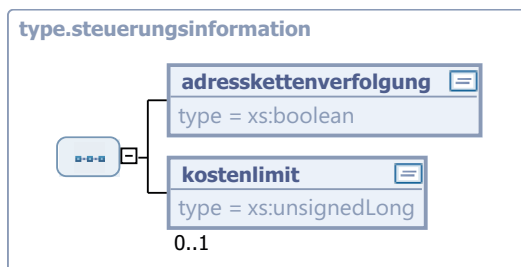 type.steuerungsinformation
adresskettenverfolgung
type = xs:boolean
kostenlimit
type = xs:unsignedLong
0..1